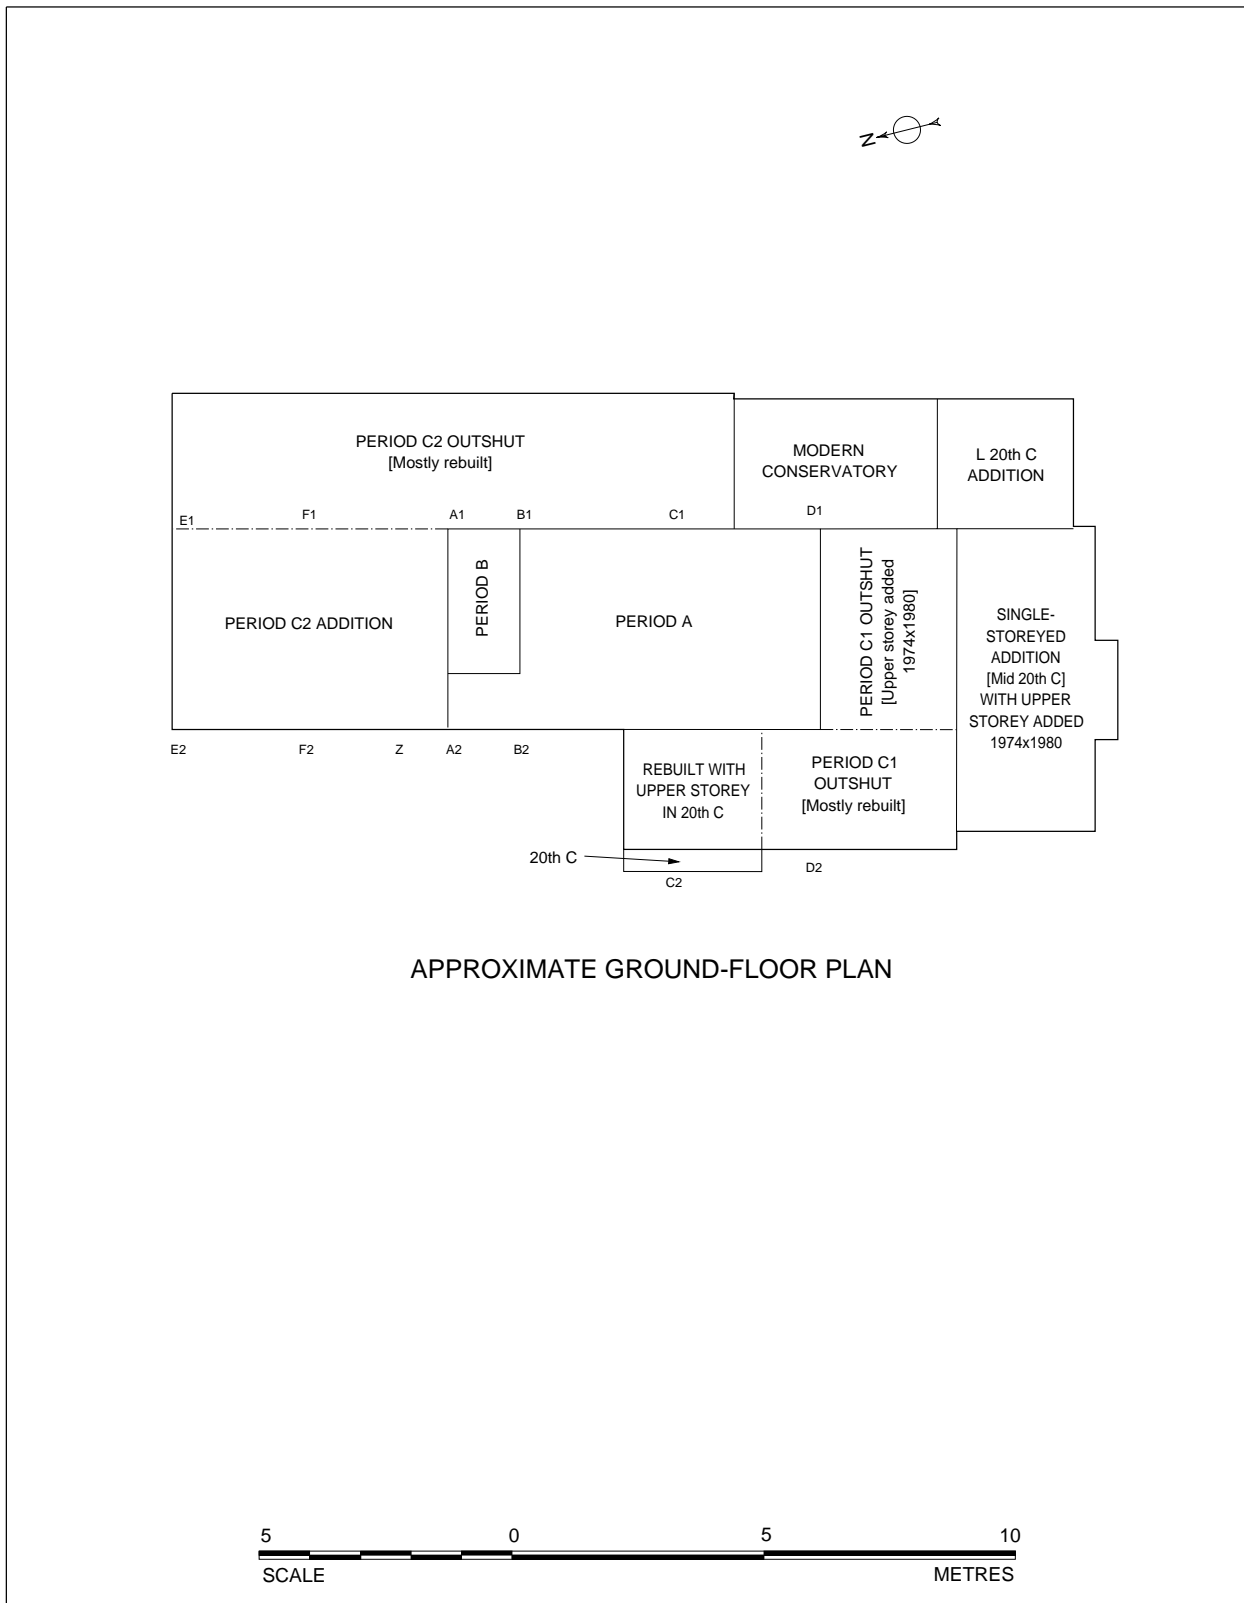 N
PERIOD C2 OUTSHUT
[Mostly rebuilt]
MODERN
CONSERVATORY
L 20th C
ADDITION
E1
F1
A1
B1
C1
D1
PERIOD C2 ADDITION
PERIOD B
PERIOD A
PERIOD C1 OUTSHUT
[Upper storey added
1974x1980]
SINGLE-
STOREYED
ADDITION
[Mid 20th C]
WITH UPPER
STOREY ADDED
1974x1980
E2
F2
Z
A2
B2
REBUILT WITH
UPPER STOREY
IN 20th C
PERIOD C1
OUTSHUT
[Mostly rebuilt]
20th C
C2
D2
APPROXIMATE GROUND-FLOOR PLAN
5 0 5 10
SCALE METRES